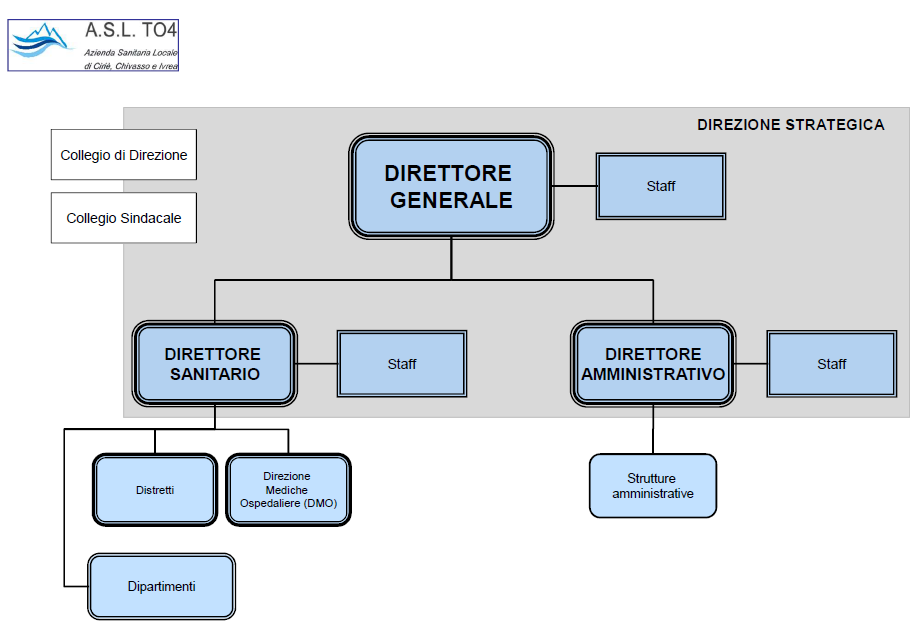 A.S.L. TO4
Azienda Sanitaria Locale
di Ciriè, Chivasso e Ivrea
DIREZIONE STRATEGICA
Collegio di Direzione
Collegio Sindacale
DIRETTORE
GENERALE
Staff
DIRETTORE
SANITARIO
Staff
DIRETTORE
AMMINISTRATIVO
Staff
Distretti
Direzione
Mediche
Ospedaliere (DMO)
Strutture
amministrative
Dipartimenti